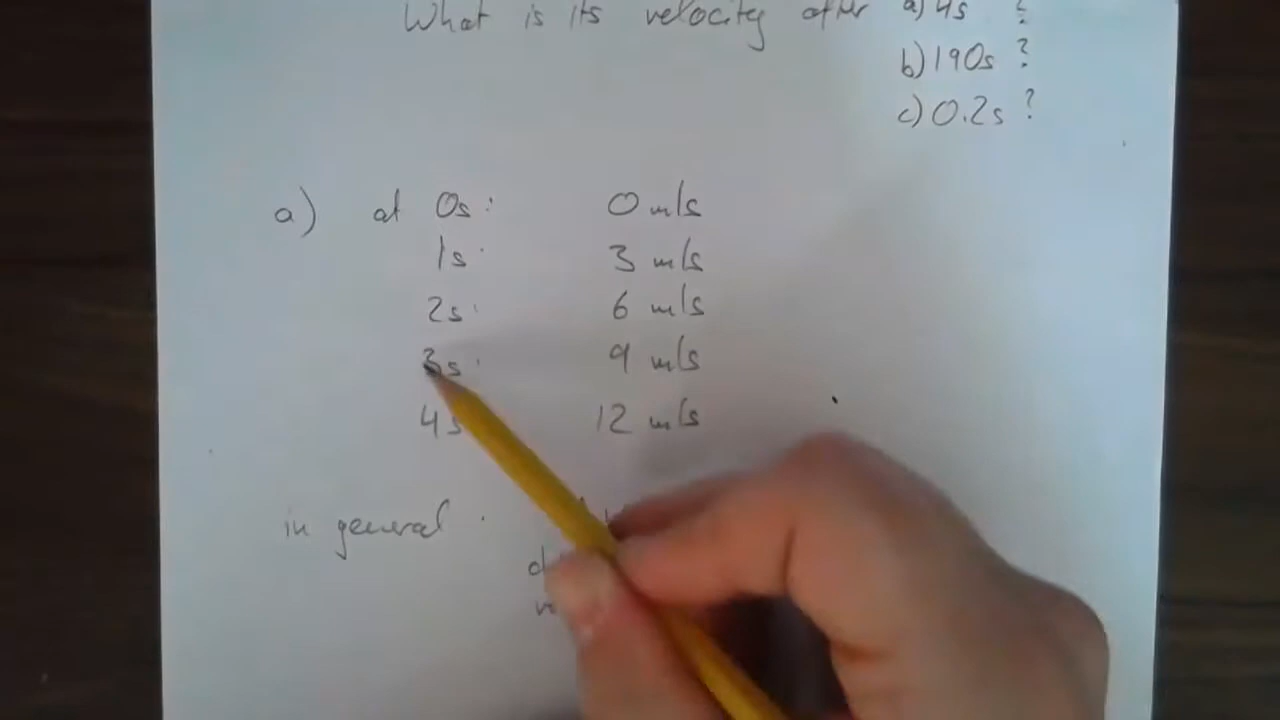 What is its velocity after a) 4s ?
b) 190s ?
c) 0.2s ?
a) at 0s: 0 m/s
1s: 3 m/s
2s: 6 m/s
3s: 9 m/s
4s 12 m/s
in general :